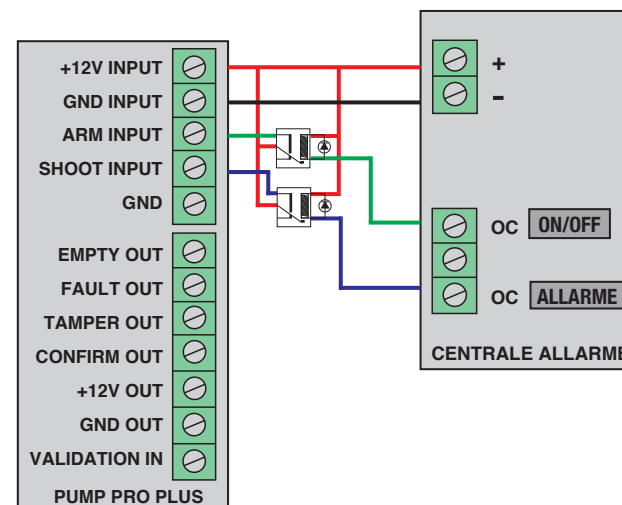 +12V INPUT
GND INPUT
ARM INPUT
SHOOT INPUT
GND
EMPTY OUT
FAULT OUT
TAMPER OUT
CONFIRM OUT
+12V OUT
GND OUT
VALIDATION IN
PUMP PRO PLUS
+
-
OC ON/OFF
OC ALLARME
CENTRALE ALLARME